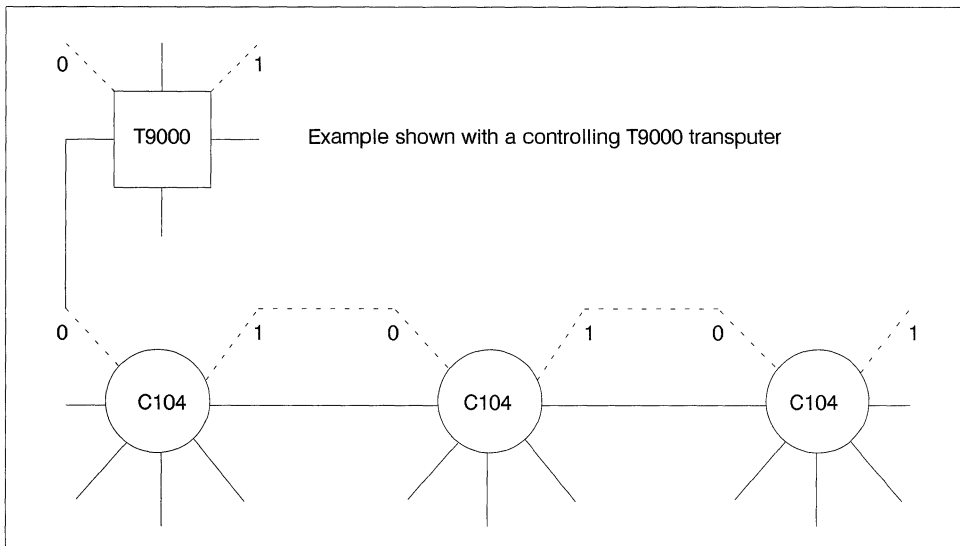 0 1
T9000 Example shown with a controlling T9000 transputer
0 1 0 1 0 1
C104 C104 C104